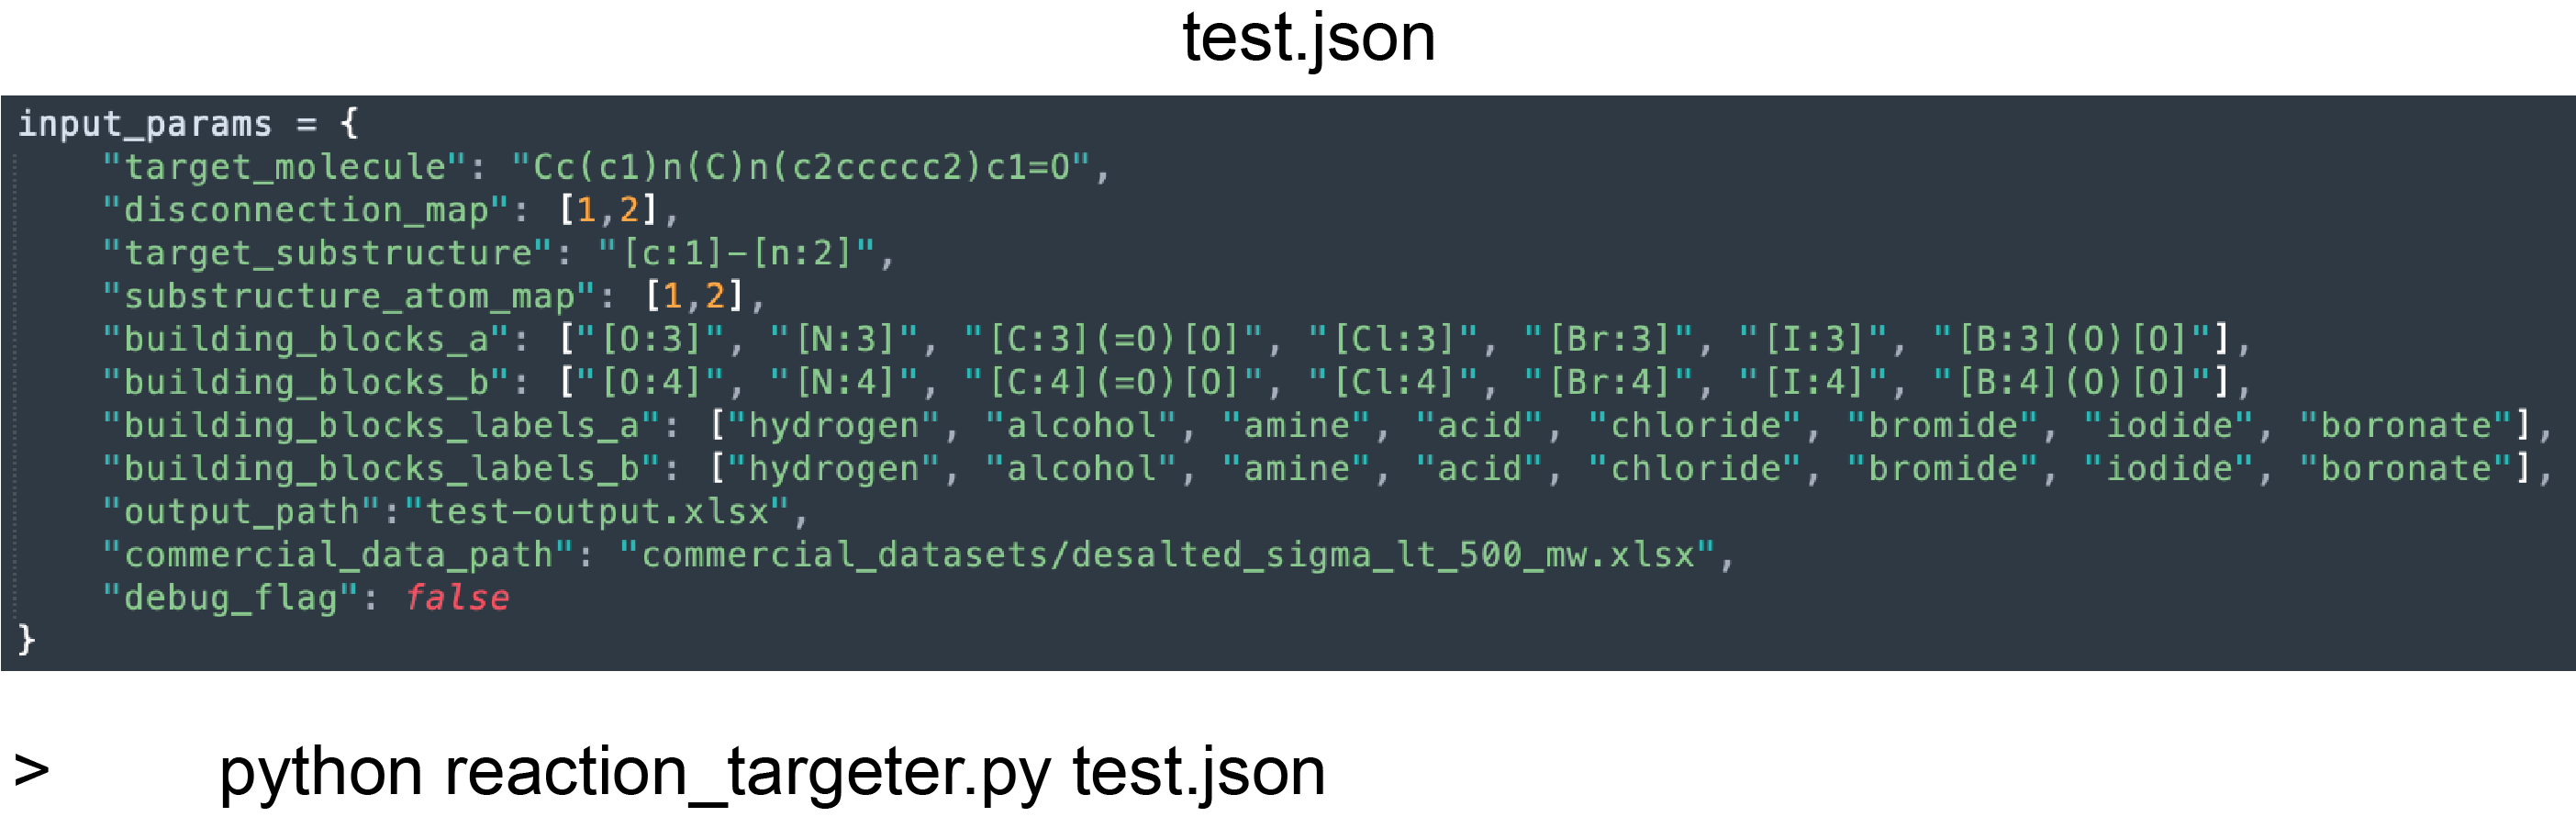 test.json
input_params = {
"target_molecule": "Cc(c1)n(C)n(c2ccccc2)c1=O",
"disconnection_map": [1,2],
"target_substructure": "[c:1]-[n:2]",
"substructure_atom_map": [1,2],
"building_blocks_a": ["[O:3]", "[N:3]", "[C:3](=O)[O]", "[Cl:3]", "[Br:3]", "[I:3]", "[B:3](O)[O]"],
"building_blocks_b": ["[O:4]", "[N:4]", "[C:4](=O)[O]", "[Cl:4]", "[Br:4]", "[I:4]", "[B:4](O)[O]"],
"building_blocks_labels_a": ["hydrogen", "alcohol", "amine", "acid", "chloride", "bromide", "iodide", "boronate"],
"building_blocks_labels_b": ["hydrogen", "alcohol", "amine", "acid", "chloride", "bromide", "iodide", "boronate"],
"output_path":"test-output.xlsx",
"commercial_data_path": "commercial_datasets/desalted_sigma_lt_500_mw.xlsx",
"debug_flag": false
}
> python reaction_targeter.py test.json